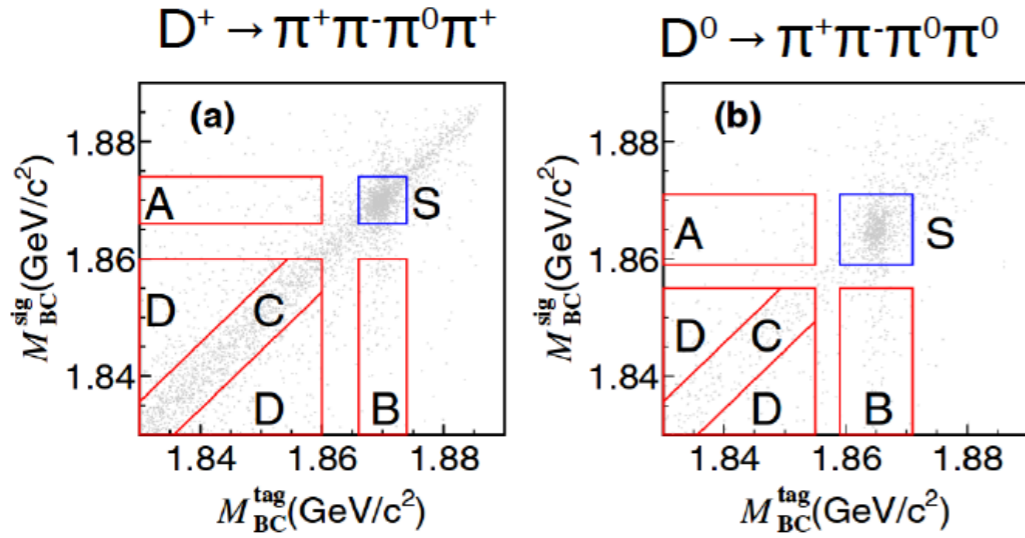 D⁺ → π⁺π⁻π⁰π⁺
D⁰ → π⁺π⁻π⁰π⁰
(a)
1.88
1.86
1.84
A
S
D
C
D
B
1.84 1.86 1.88
M_BC^sig(GeV/c²)
M_BC^tag(GeV/c²)
(b)
1.88
1.86
1.84
A
S
D
C
D
B
1.84 1.86 1.88
M_BC^sig(GeV/c²)
M_BC^tag(GeV/c²)